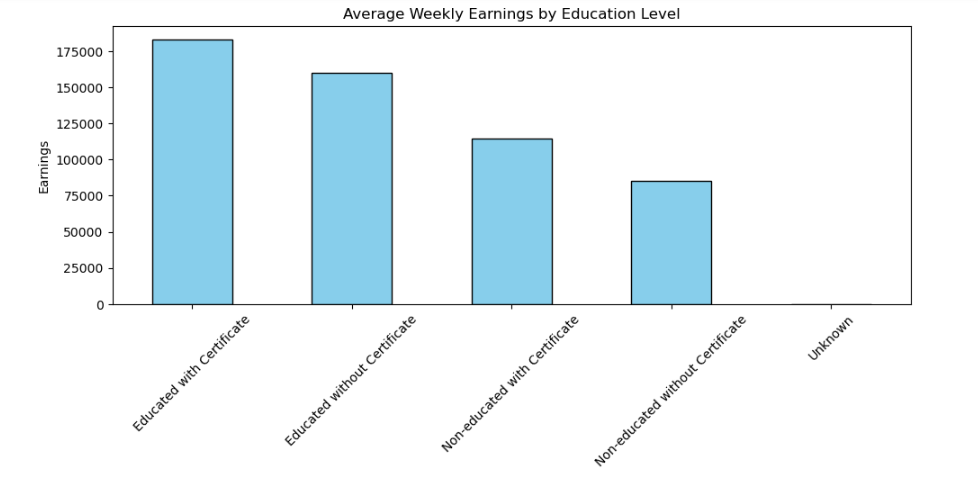 Average Weekly Earnings by Education Level
Earnings
175000
150000
125000
100000
75000
50000
25000
0
Educated with Certificate
Educated without Certificate
Non-educated with Certificate
Non-educated without Certificate
Unknown